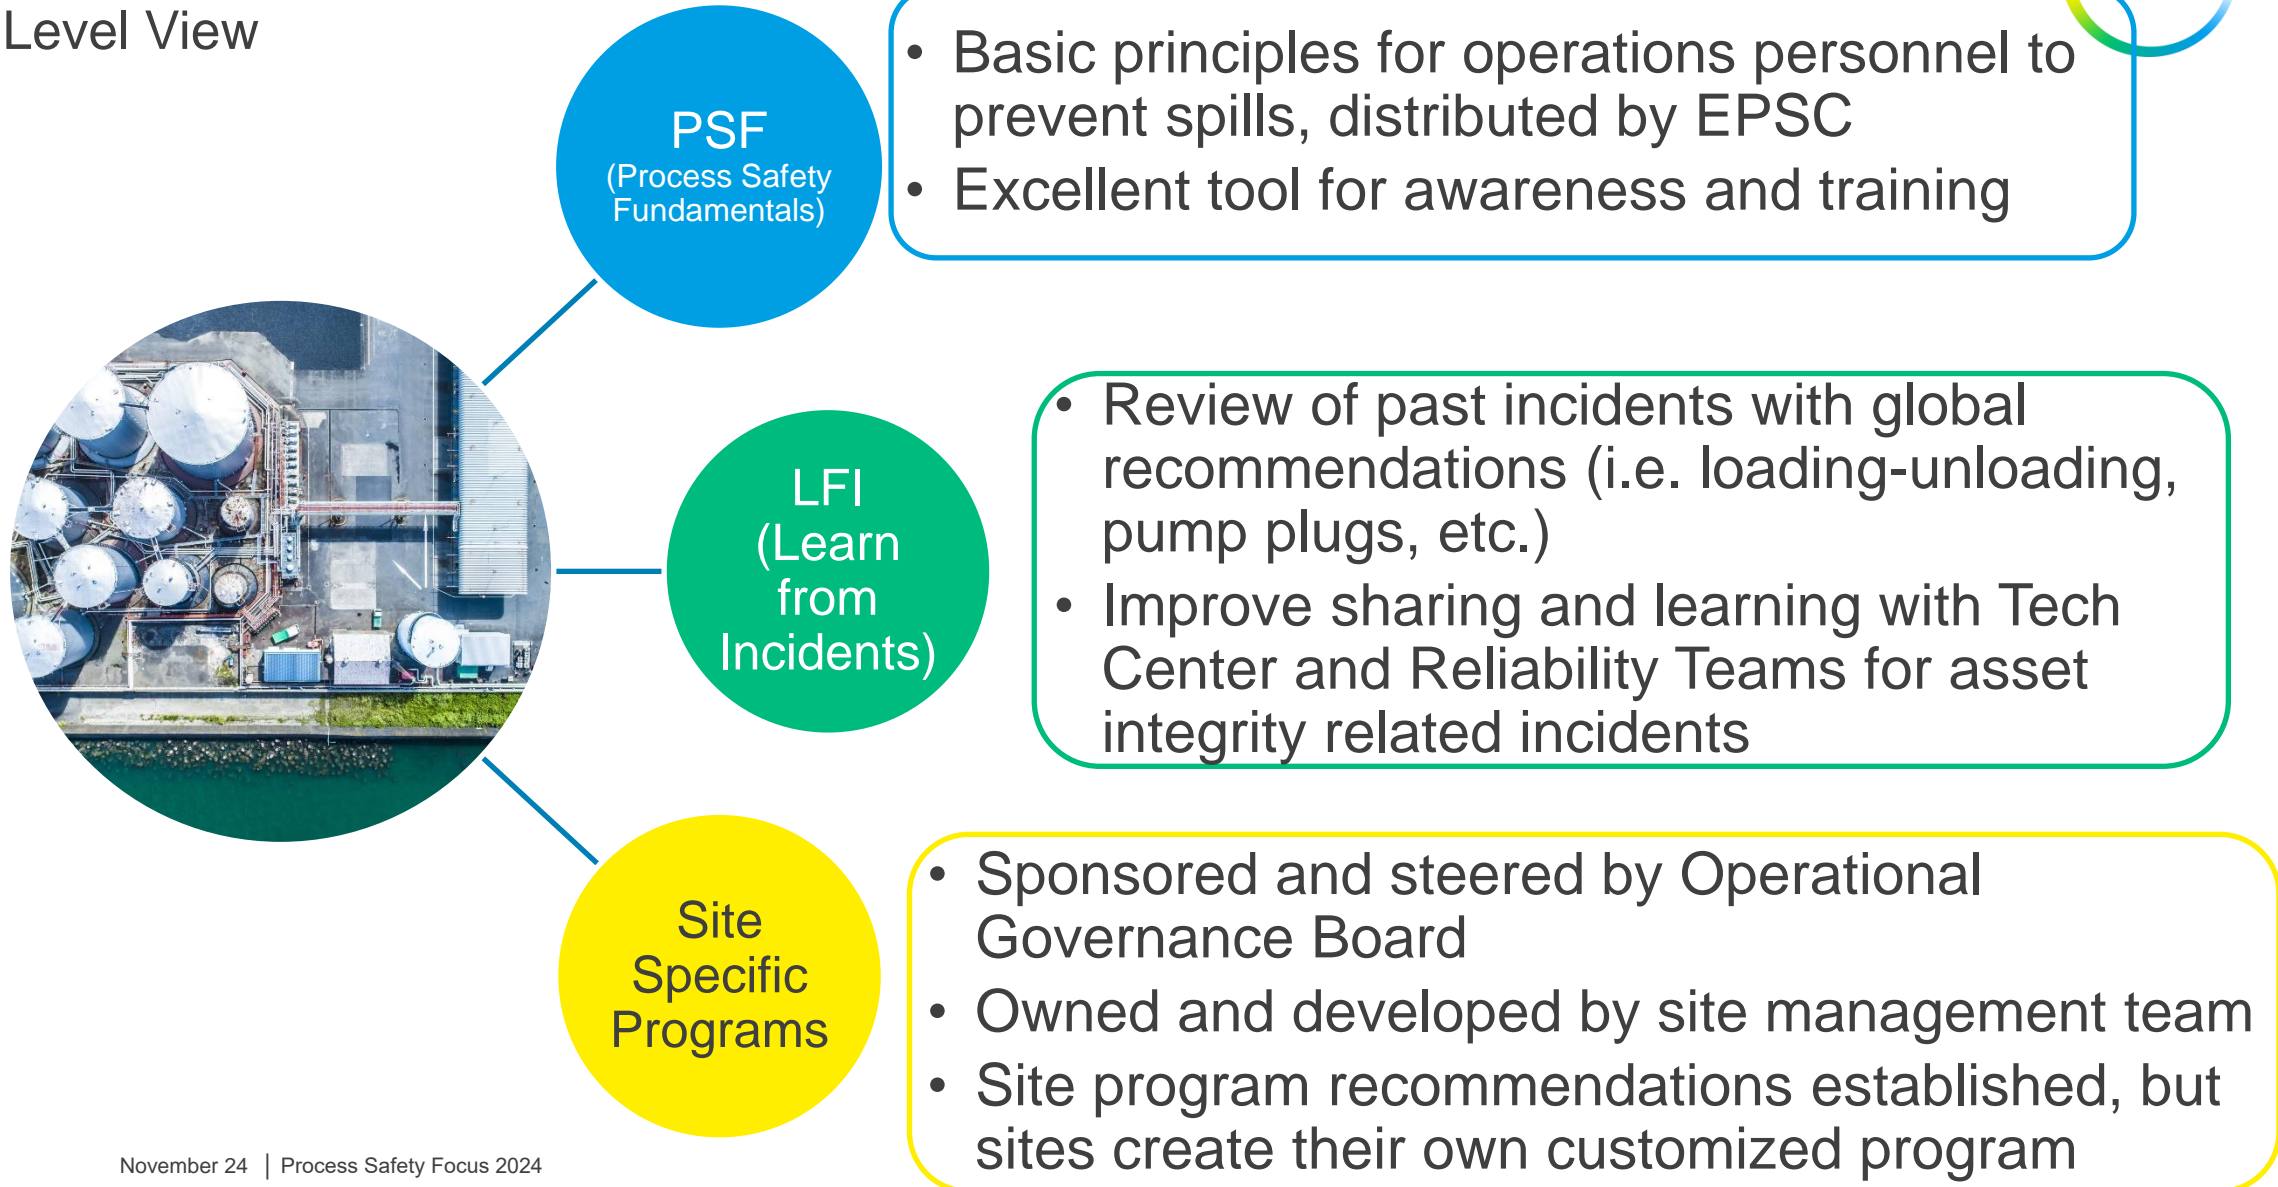 Level View
PSF
(Process Safety
Fundamentals)
• Basic principles for operations personnel to
prevent spills, distributed by EPSC
• Excellent tool for awareness and training
LFI
(Learn
from
Incidents)
• Review of past incidents with global
recommendations (i.e. loading-unloading,
pump plugs, etc.)
• Improve sharing and learning with Tech
Center and Reliability Teams for asset
integrity related incidents
Site
Specific
Programs
• Sponsored and steered by Operational
Governance Board
• Owned and developed by site management team
• Site program recommendations established, but
sites create their own customized program
November 24 | Process Safety Focus 2024